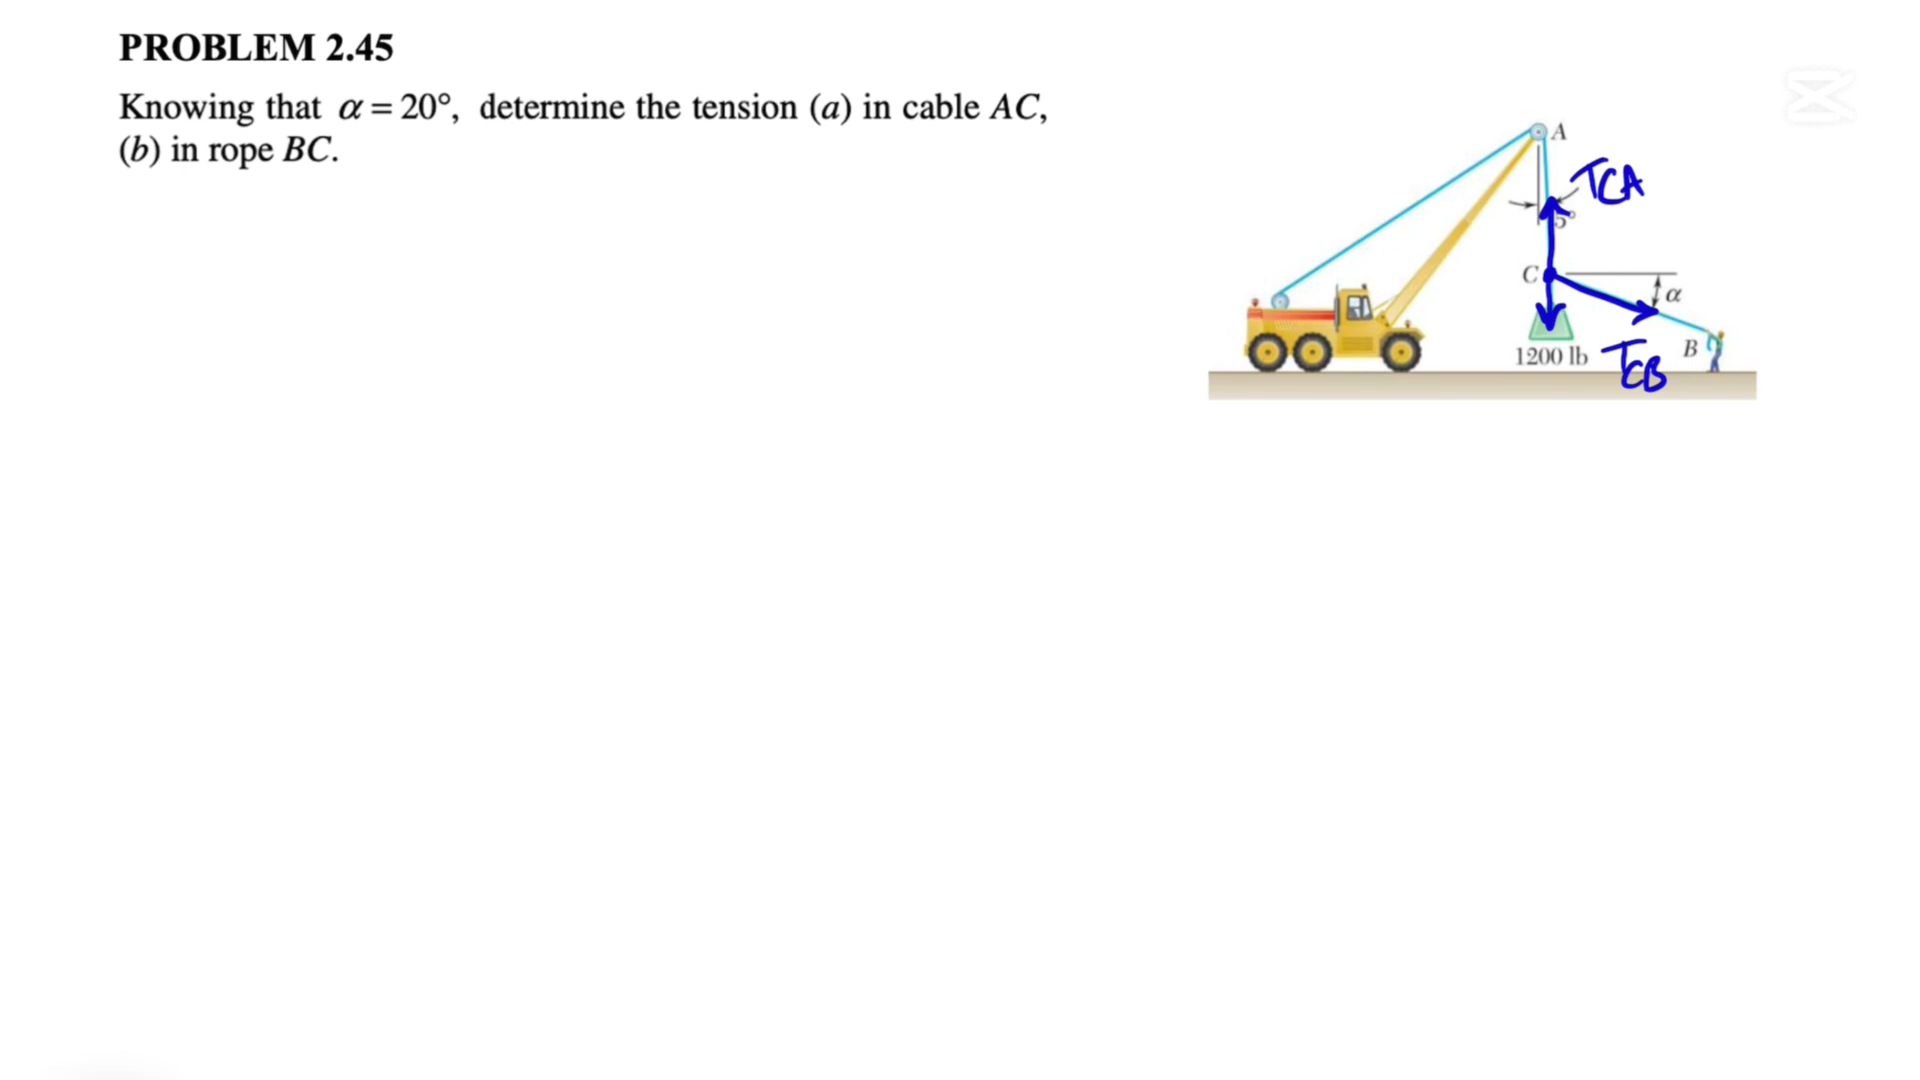 PROBLEM 2.45
Knowing that α = 20°, determine the tension (a) in cable AC,
(b) in rope BC.
A
TCA
5°
C
α
1200 lb
TCB
B